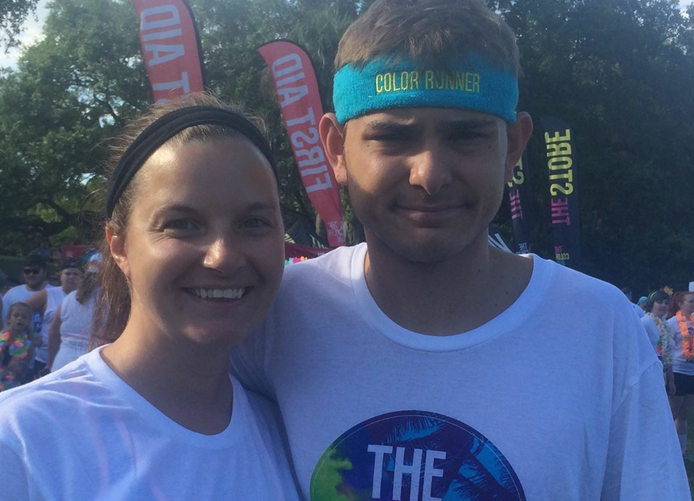 FIRST AID
FIRST AID
COLOR RUNNER
THE STORE
THE